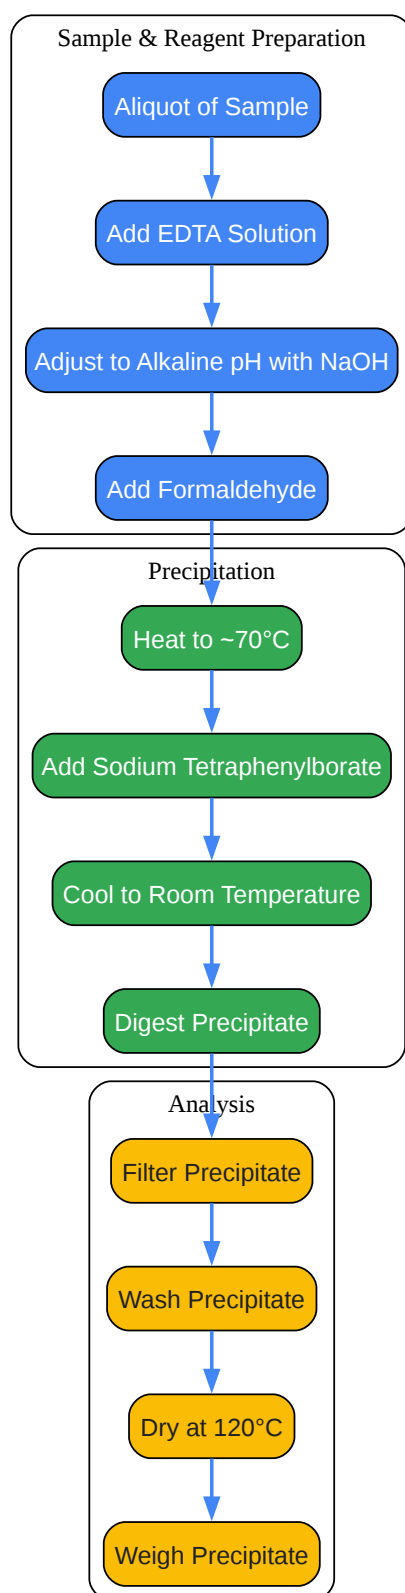 Sample & Reagent Preparation
Aliquot of Sample
Add EDTA Solution
Adjust to Alkaline pH with NaOH
Add Formaldehyde
Precipitation
Heat to ~70°C
Add Sodium Tetraphenylborate
Cool to Room Temperature
Digest Precipitate
Analysis
Filter Precipitate
Wash Precipitate
Dry at 120°C
Weigh Precipitate